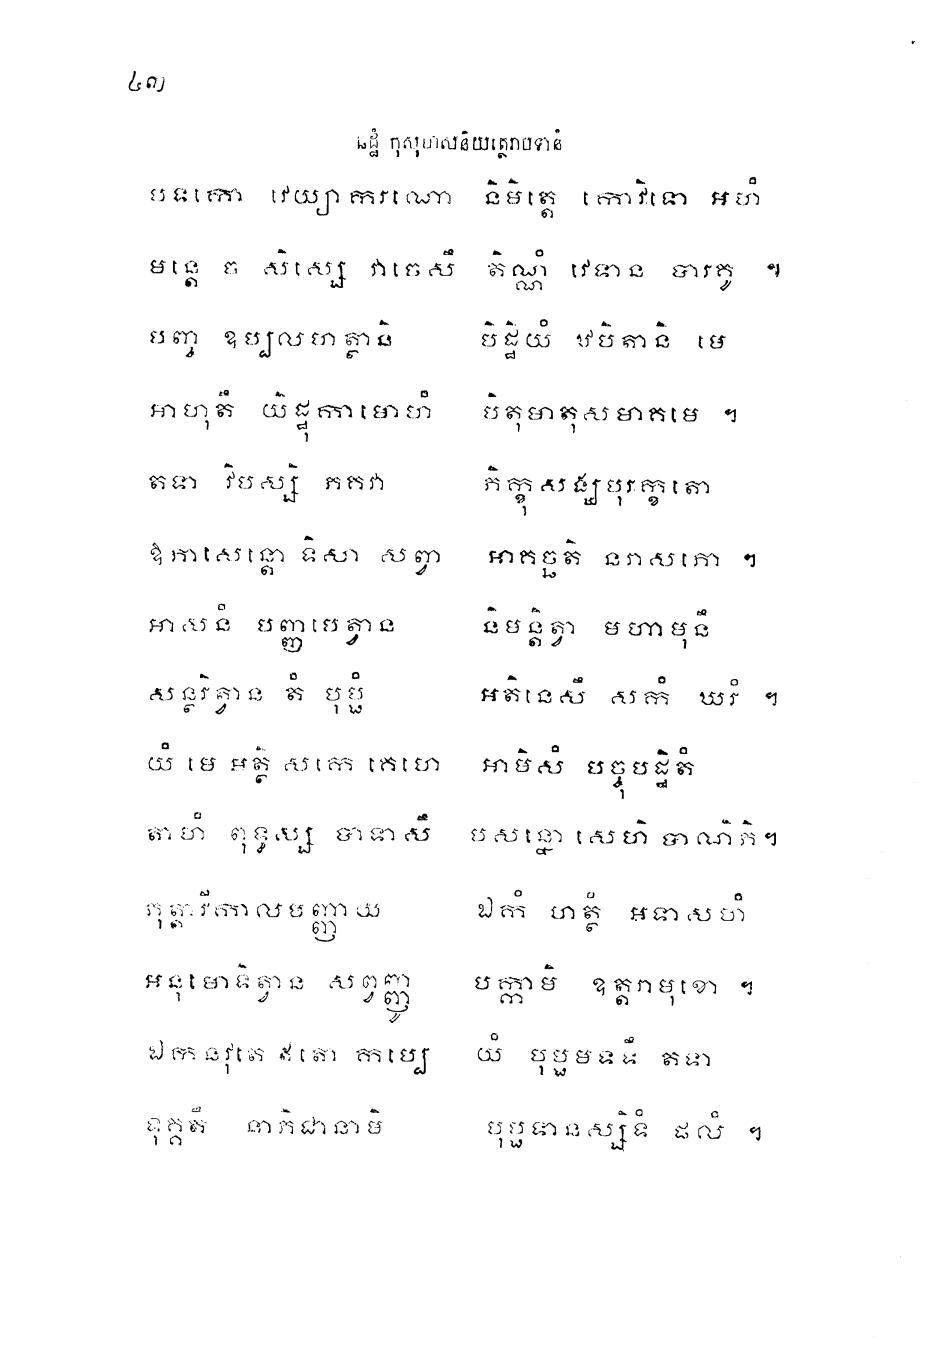 ៤៣
ឆដ្ឋំ កុសុមាសនិយត្ថេរាបទានំ
បទកោ វេយ្យាករណោ និមិត្តេ កោវិទោ អហំ
មន្តេ ច សិស្សេ វាចេសឹ តិណ្ណំ វេទាន បារគូ ។
បញ្ច ឧប្បលហត្ថានិ បិដ្ឋិយំ ឋបិតានិ មេ
អាហុតឹ យិដ្ឋុកាមោហំ បិតុមាតុសមាគមេ ។
តទា វិបស្សិ ភគវា ភិក្ខុសង្ឃបុរក្ខតោ
ឱភាសេន្តោ ទិសា សព្វា អាគច្ឆតិ នរាសភោ ។
អាសនំ បញ្ញបេត្វាន និមន្តិត្វា មហាមុនឹ
សន្ថរិត្វាន តំ បុប្ផំ អតិនេសឹ សកំ ឃរំ ។
យំ មេ អត្ថិ សកេ គេហេ អាមិសំ បច្ចុបដ្ឋិតំ
តាហំ ពុទ្ធស្ស បាទាសឹ បសន្នោ សេហិ បាណិភិ។
ភុត្តាវឹកាលមញ្ញាយ ឯកំ ហត្ថំ អទាសហំ
អនុមោទិត្វាន សព្វញ្ញូ បក្កាមិ ឧត្តរាមុខោ ។
ឯកនវុតេ ឥតោ កប្បេ យំ បុប្ផមទទឹ តទា
ទុគ្គតឹ នាភិជានាមិ បុប្ផទានស្សិទំ ផលំ ។